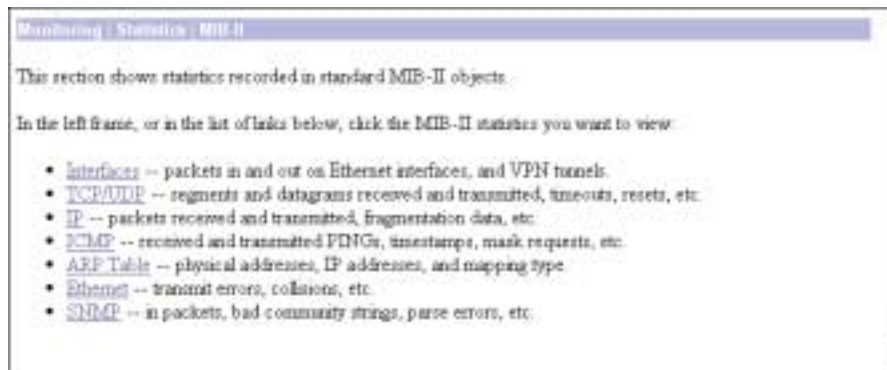 Monitoring | Statistics | MIB-II
This section shows statistics recorded in standard MIB-II objects.
In the left frame, or in the list of links below, click the MIB-II statistics you want to view:
• Interfaces -- packets in and out on Ethernet interfaces, and VPN tunnels.
• TCP/UDP -- segments and datagrams received and transmitted, timeouts, resets, etc.
• IP -- packets received and transmitted, fragmentation data, etc.
• ICMP -- received and transmitted PINGs, timestamps, mask requests, etc.
• ARP Table -- physical addresses, IP addresses, and mapping type.
• Ethernet -- transmit errors, collisions, etc.
• SNMP -- in packets, bad community strings, parse errors, etc.